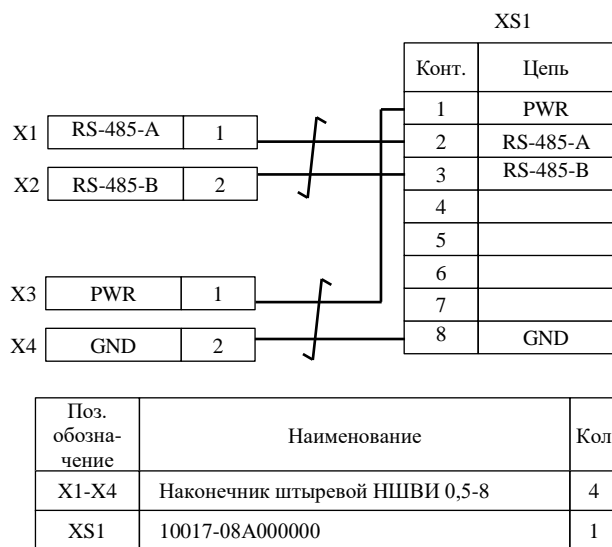 XS1
Конт. Цепь
1 PWR
X1 RS-485-A 1
2 RS-485-A
X2 RS-485-B 2
3 RS-485-B
4
5
6
X3 PWR 1
7
X4 GND 2
8 GND
Поз.
обозна-
чение
Наименование
Кол
X1-X4 Наконечник штыревой НШВИ 0,5-8 4
XS1 10017-08A000000 1